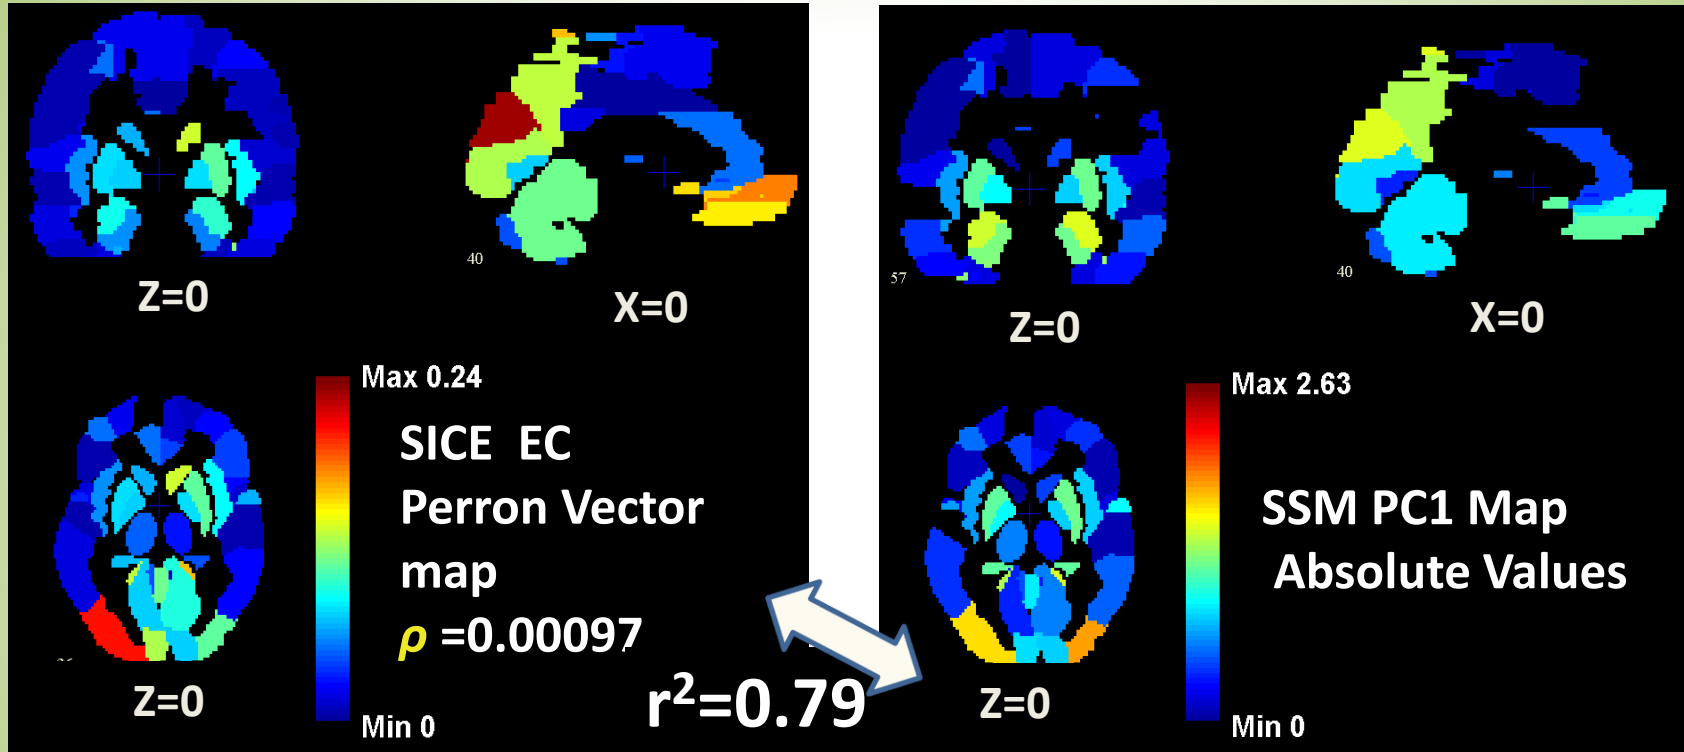 40
Z=0
X=0
Max 0.24
SICE EC
Perron Vector
map
ρ =0.00097
Z=0
Min 0
r²=0.79
57
40
Z=0
X=0
Max 2.63
SSM PC1 Map
Absolute Values
Z=0
Min 0